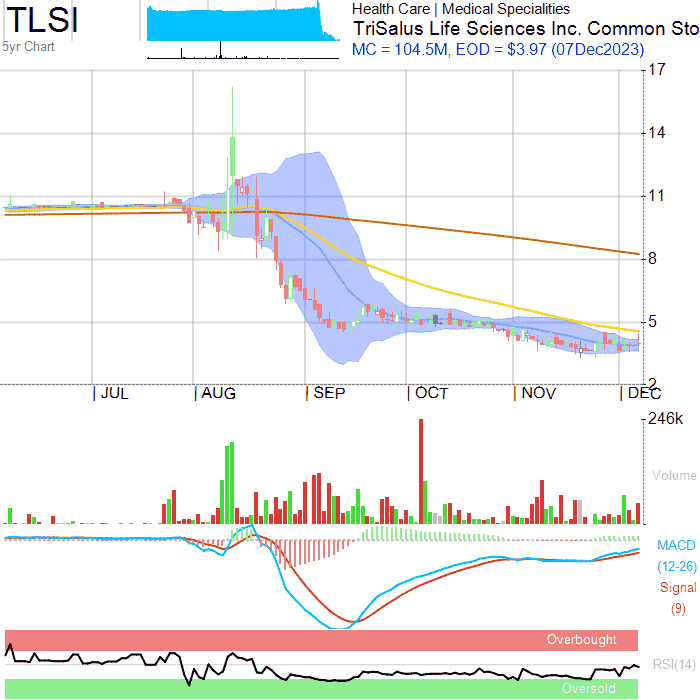 TLSI
5yr Chart
Health Care | Medical Specialities
TriSalus Life Sciences Inc. Common Sto
MC = 104.5M, EOD = $3.97 (07Dec2023)
17
14
11
8
5
2
JUL
AUG
SEP
OCT
NOV
DEC
246k
Volume
MACD
(12-26)
Signal
(9)
Overbought
RSI(14)
Oversold